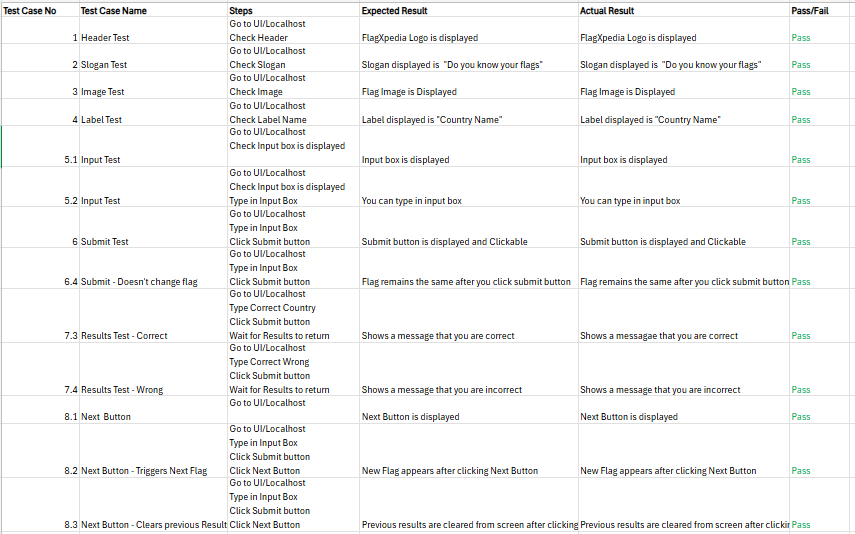 Test Case No Test Case Name Steps Expected Result Actual Result Pass/Fail
Go to UI/Localhost
1 Header Test Check Header FlagXpedia Logo is displayed FlagXpedia Logo is displayed Pass
Go to UI/Localhost
2 Slogan Test Check Slogan Slogan displayed is "Do you know your flags" Slogan displayed is "Do you know your flags" Pass
Go to UI/Localhost
3 Image Test Check Image Flag Image is Displayed Flag Image is Displayed Pass
Go to UI/Localhost
4 Label Test Check Label Name Label displayed is "Country Name" Label displayed is "Country Name" Pass
Go to UI/Localhost
Check Input box is displayed
5.1 Input Test Input box is displayed Input box is displayed Pass
Go to UI/Localhost
Check Input box is displayed
5.2 Input Test Type in Input Box You can type in input box You can type in input box Pass
Go to UI/Localhost
Type in Input Box
6 Submit Test Click Submit button Submit button is displayed and Clickable Submit button is displayed and Clickable Pass
Go to UI/Localhost
Type in Input Box
6.4 Submit - Doesn't change flag Click Submit button Flag remains the same after you click submit button Flag remains the same after you click submit button Pass
Go to UI/Localhost
Type Correct Country
Click Submit button
7.3 Results Test - Correct Wait for Results to return Shows a message that you are correct Shows a messagae that you are correct Pass
Go to UI/Localhost
Type Correct Wrong
Click Submit button
7.4 Results Test - Wrong Wait for Results to return Shows a message that you are incorrect Shows a message that you are incorrect Pass
Go to UI/Localhost
8.1 Next Button Next Button is displayed Next Button is displayed Pass
Go to UI/Localhost
Type in Input Box
Click Submit button
8.2 Next Button - Triggers Next Flag Click Next Button New Flag appears after clicking Next Button New Flag appears after clicking Next Button Pass
Go to UI/Localhost
Type in Input Box
Click Submit button
8.3 Next Button - Clears previous Result Click Next Button Previous results are cleared from screen after clicking Previous results are cleared from screen after clickin Pass